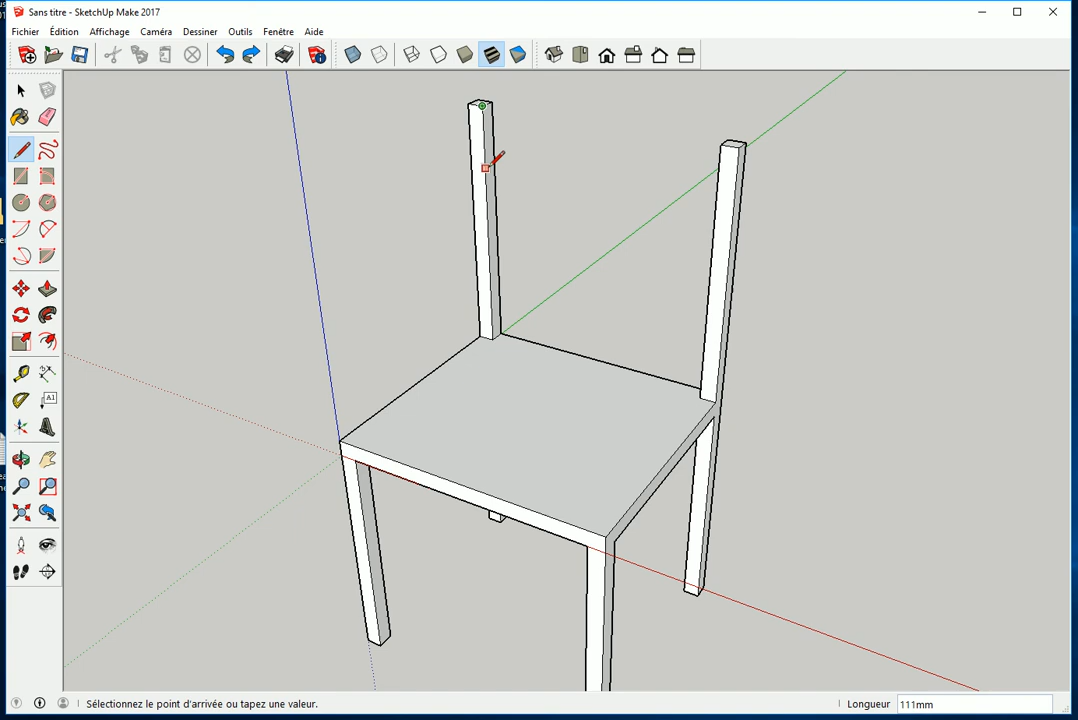 Sans titre - SketchUp Make 2017
Fichier Édition Affichage Caméra Dessiner Outils Fenêtre Aide
A1
Sélectionnez le point d'arrivée ou tapez une valeur.
Longueur 111mm